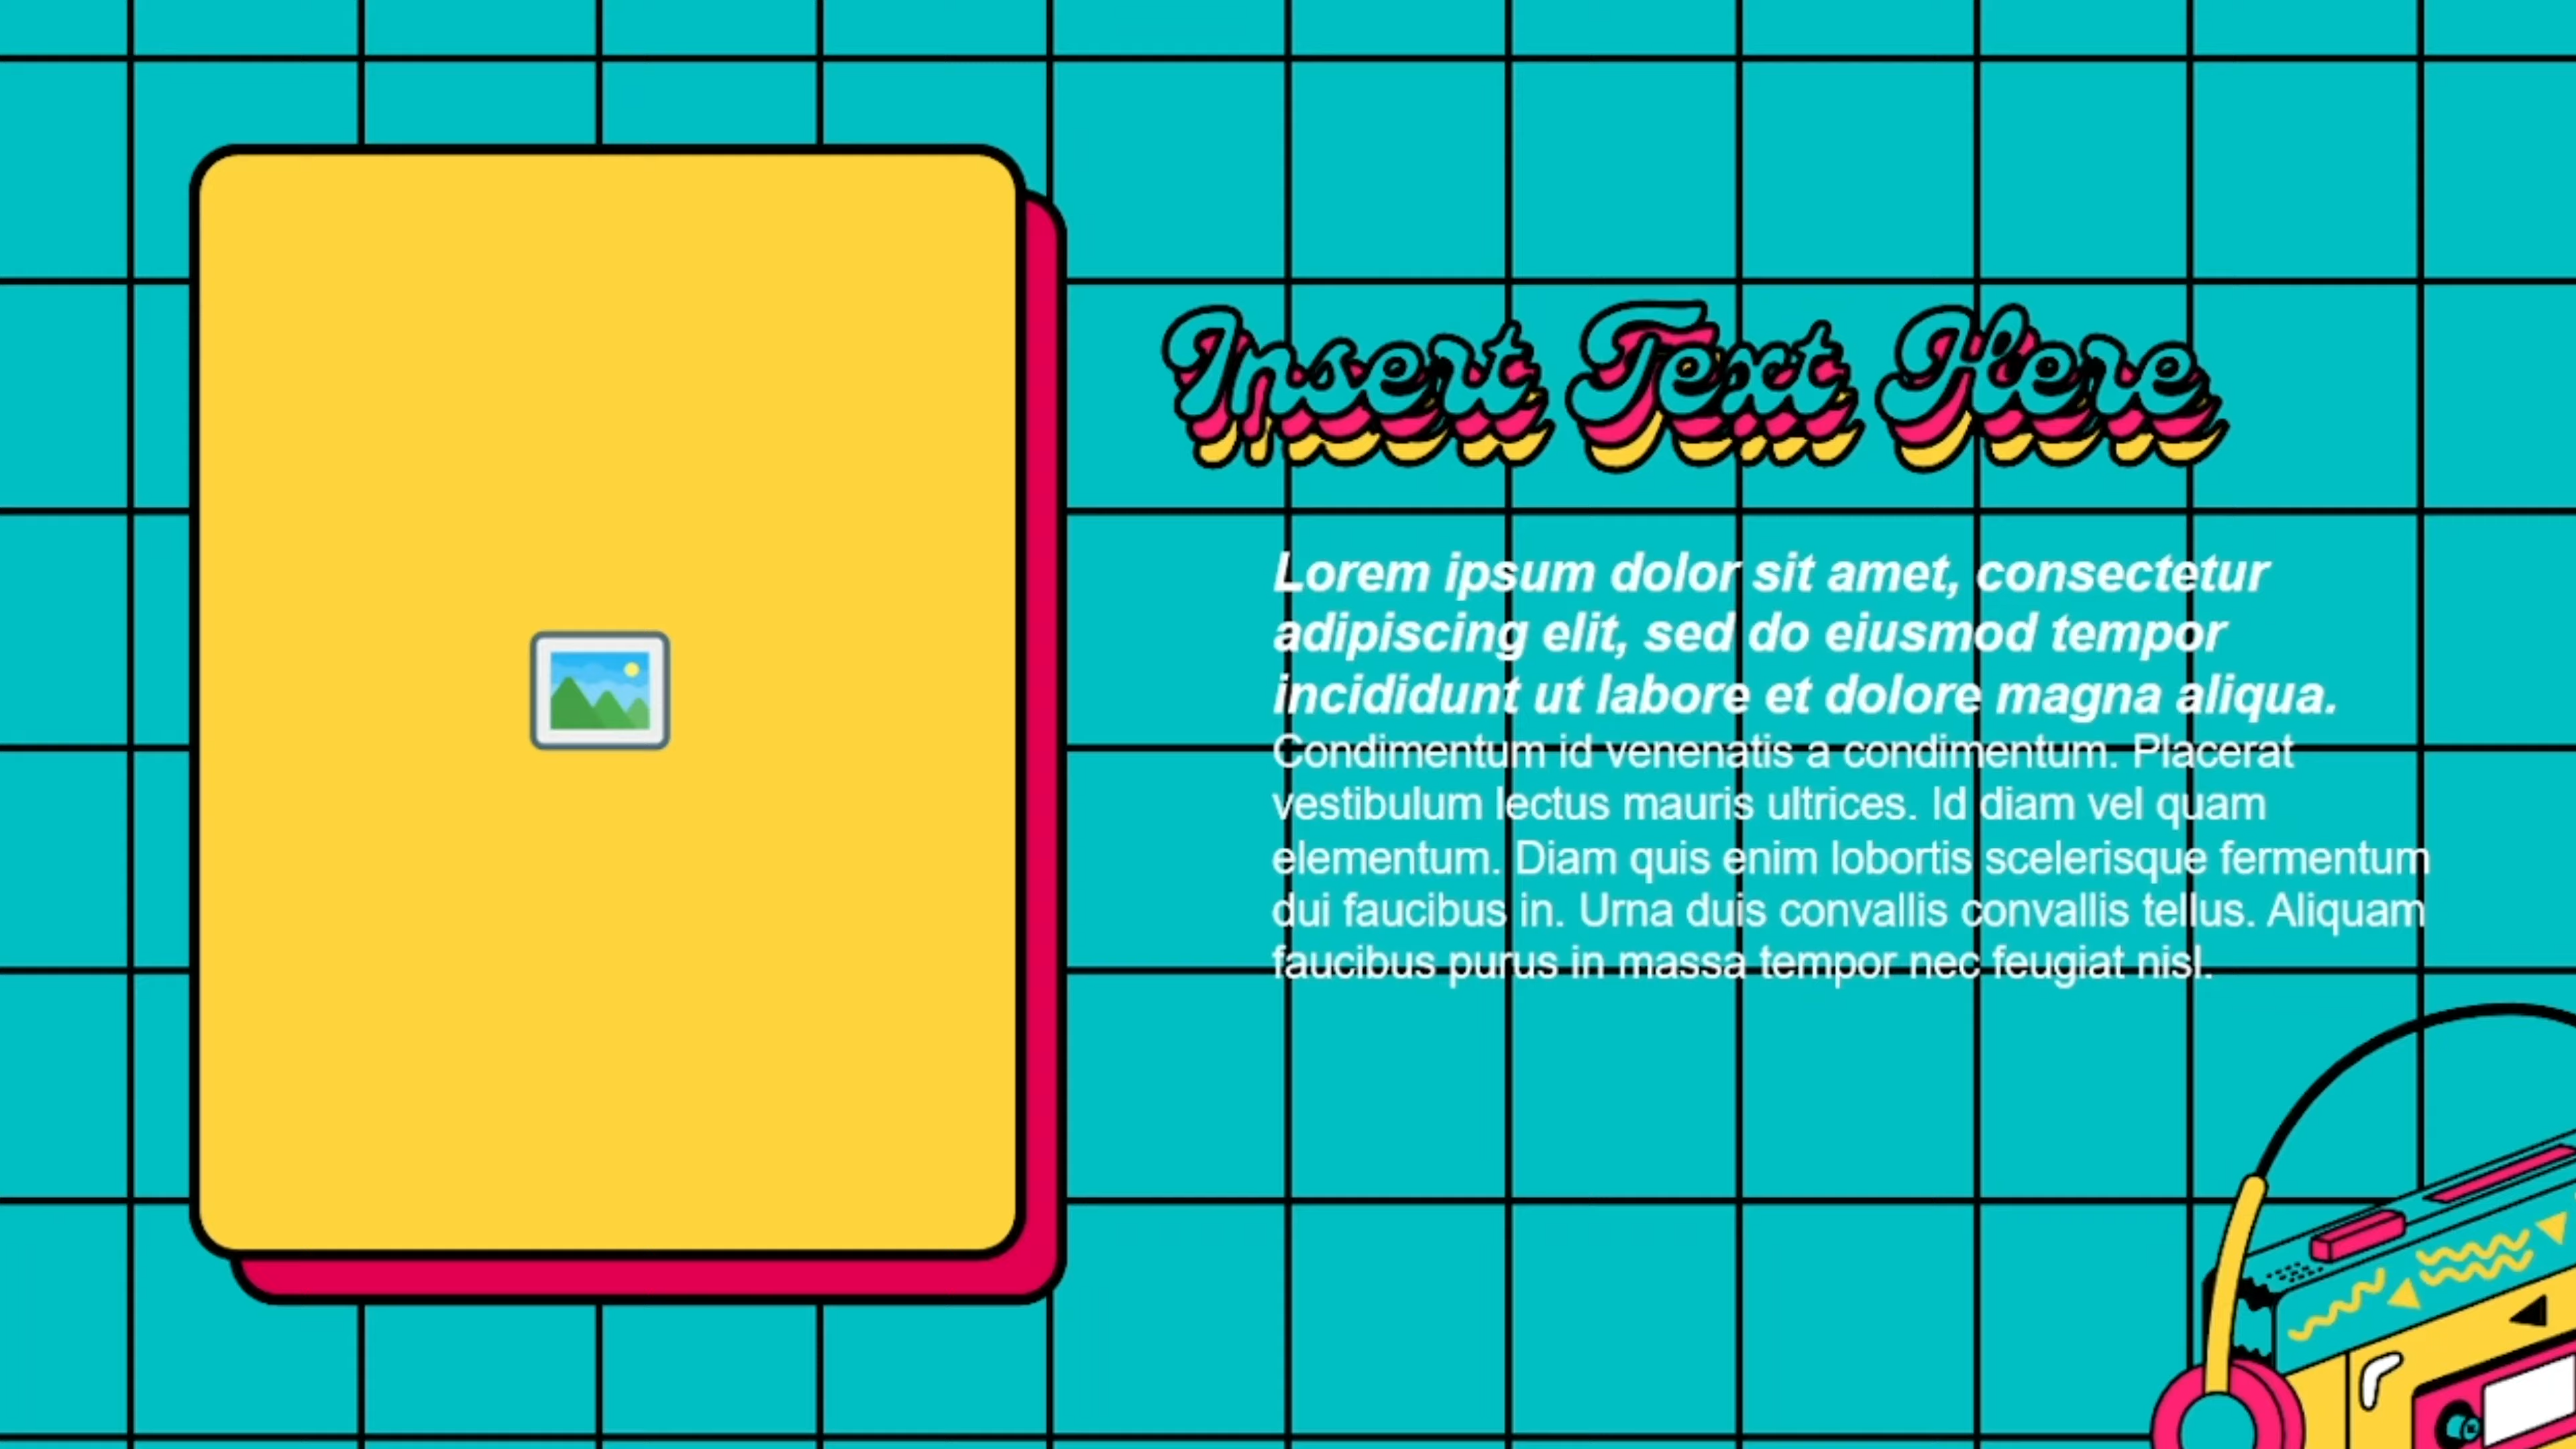 Insert Text Here
Lorem ipsum dolor sit amet, consectetur
adipiscing elit, sed do eiusmod tempor
incididunt ut labore et dolore magna aliqua.
Condimentum id venenatis a condimentum. Placerat
vestibulum lectus mauris ultrices. Id diam vel quam
elementum. Diam quis enim lobortis scelerisque fermentum
dui faucibus in. Urna duis convallis convallis tellus. Aliquam
faucibus purus in massa tempor nec feugiat nisl.